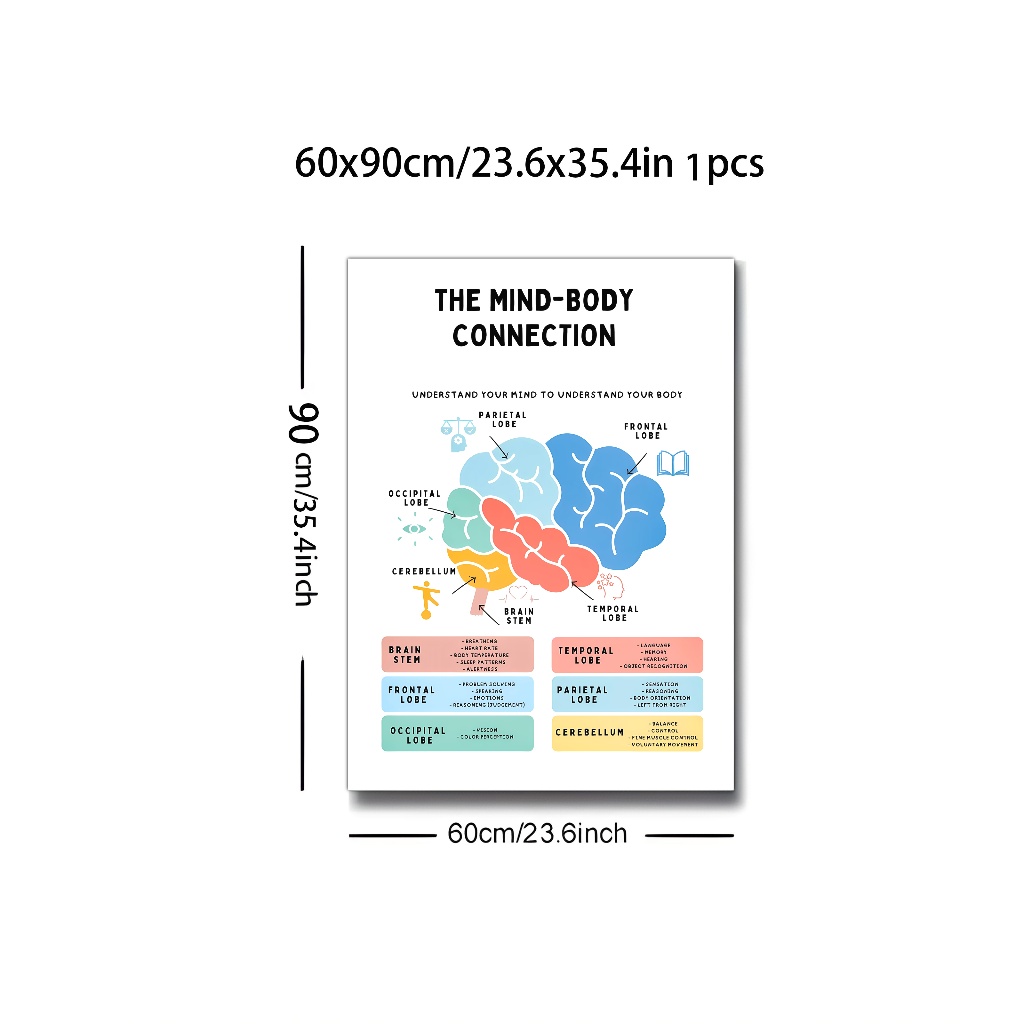 60x90cm/23.6x35.4in 1pcs
90 cm/35.4inch
THE MIND-BODY
CONNECTION
UNDERSTAND YOUR MIND TO UNDERSTAND YOUR BODY
PARIETAL
LOBE
FRONTAL
LOBE
OCCIPITAL
LOBE
CEREBELLUM
BRAIN
STEM
TEMPORAL
LOBE
BRAIN
STEM
- BREATHING
- HEART RATE
- BODY TEMPERATURE
- SLEEP PATTERNS
- ALERTNESS
TEMPORAL
LOBE
- LANGUAGE
- MEMORY
- HEARING
- OBJECT RECOGNITION
FRONTAL
LOBE
- PROBLEM SOLVING
- SPEAKING
- EMOTIONS
- REASONING (JUDGEMENT)
PARIETAL
LOBE
- SENSATION
- REASONING
- BODY ORIENTATION
- LEFT FROM RIGHT
OCCIPITAL
LOBE
- VISION
- COLOR PERCEPTION
CEREBELLUM
- BALANCE
- CONTROL
- FINE MUSCLE CONTROL
VOLUNTARY MOVEMENT
60cm/23.6inch